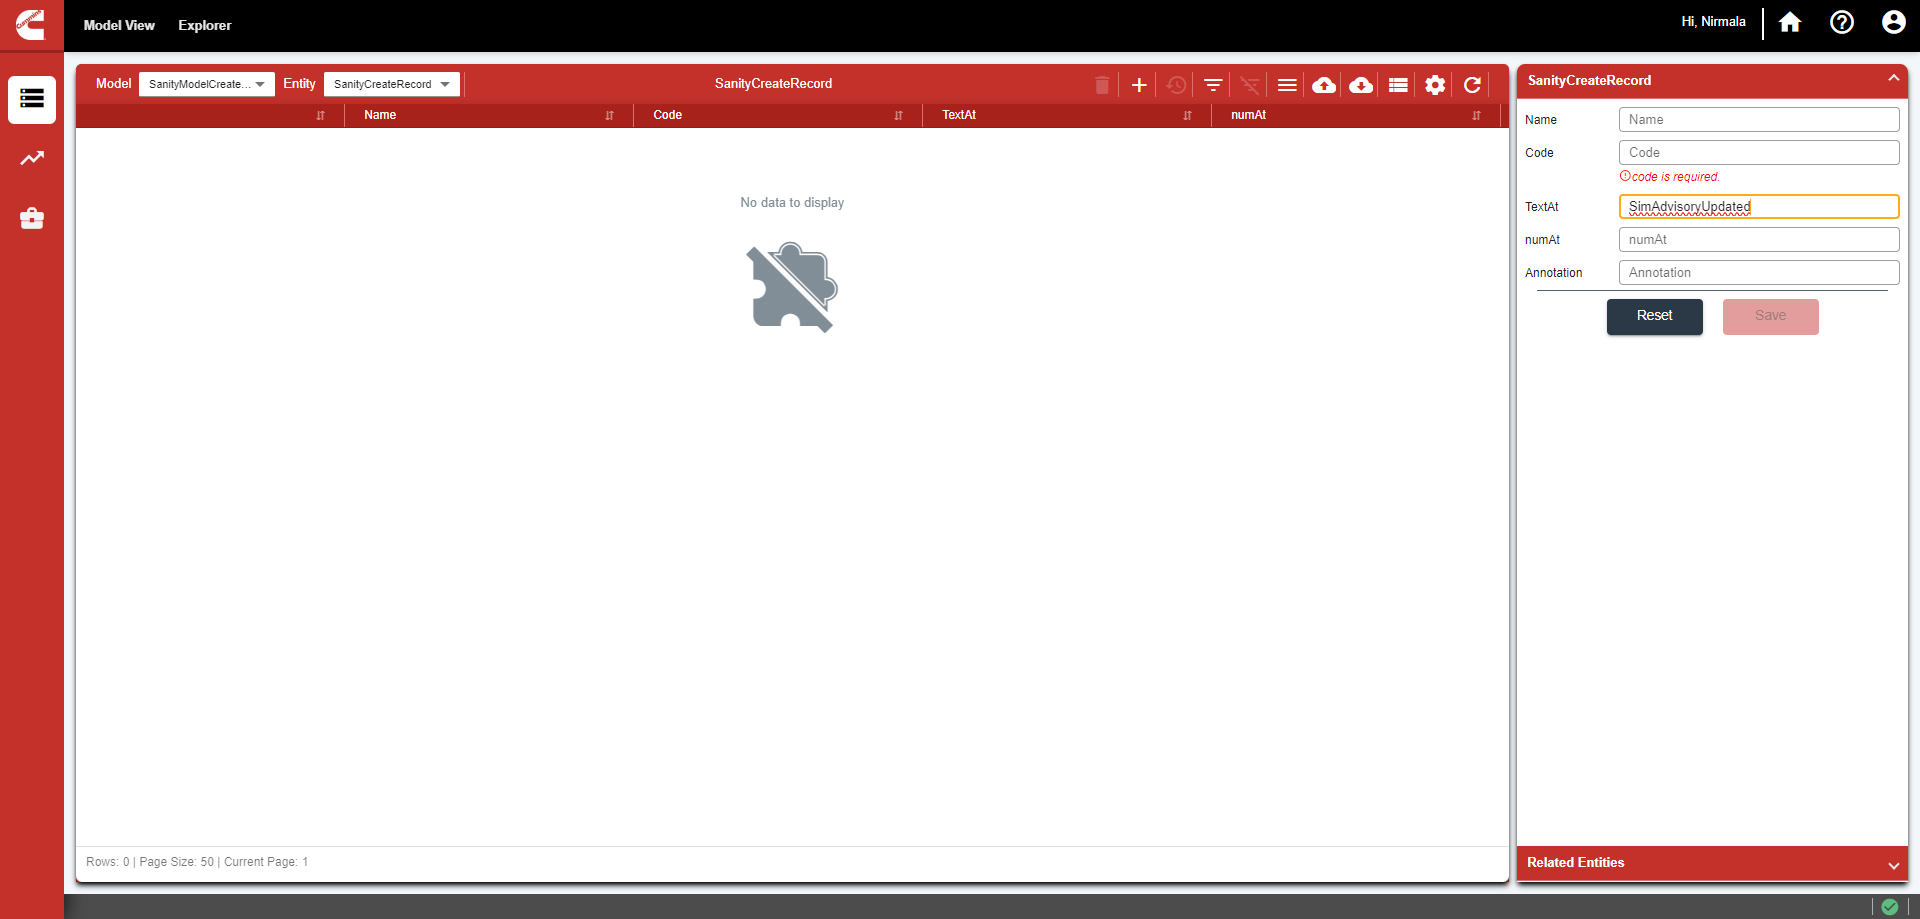 Cummins
Model View
Explorer
Hi, Nirmala
Model
SanityModelCreate...
Entity
SanityCreateRecord
SanityCreateRecord
Name
Code
TextAt
numAt
No data to display
Rows: 0 | Page Size: 50 | Current Page: 1
SanityCreateRecord
Name
Name
Code
Code
code is required.
TextAt
SimAdvisoryUpdated
numAt
numAt
Annotation
Annotation
Reset
Save
Related Entities